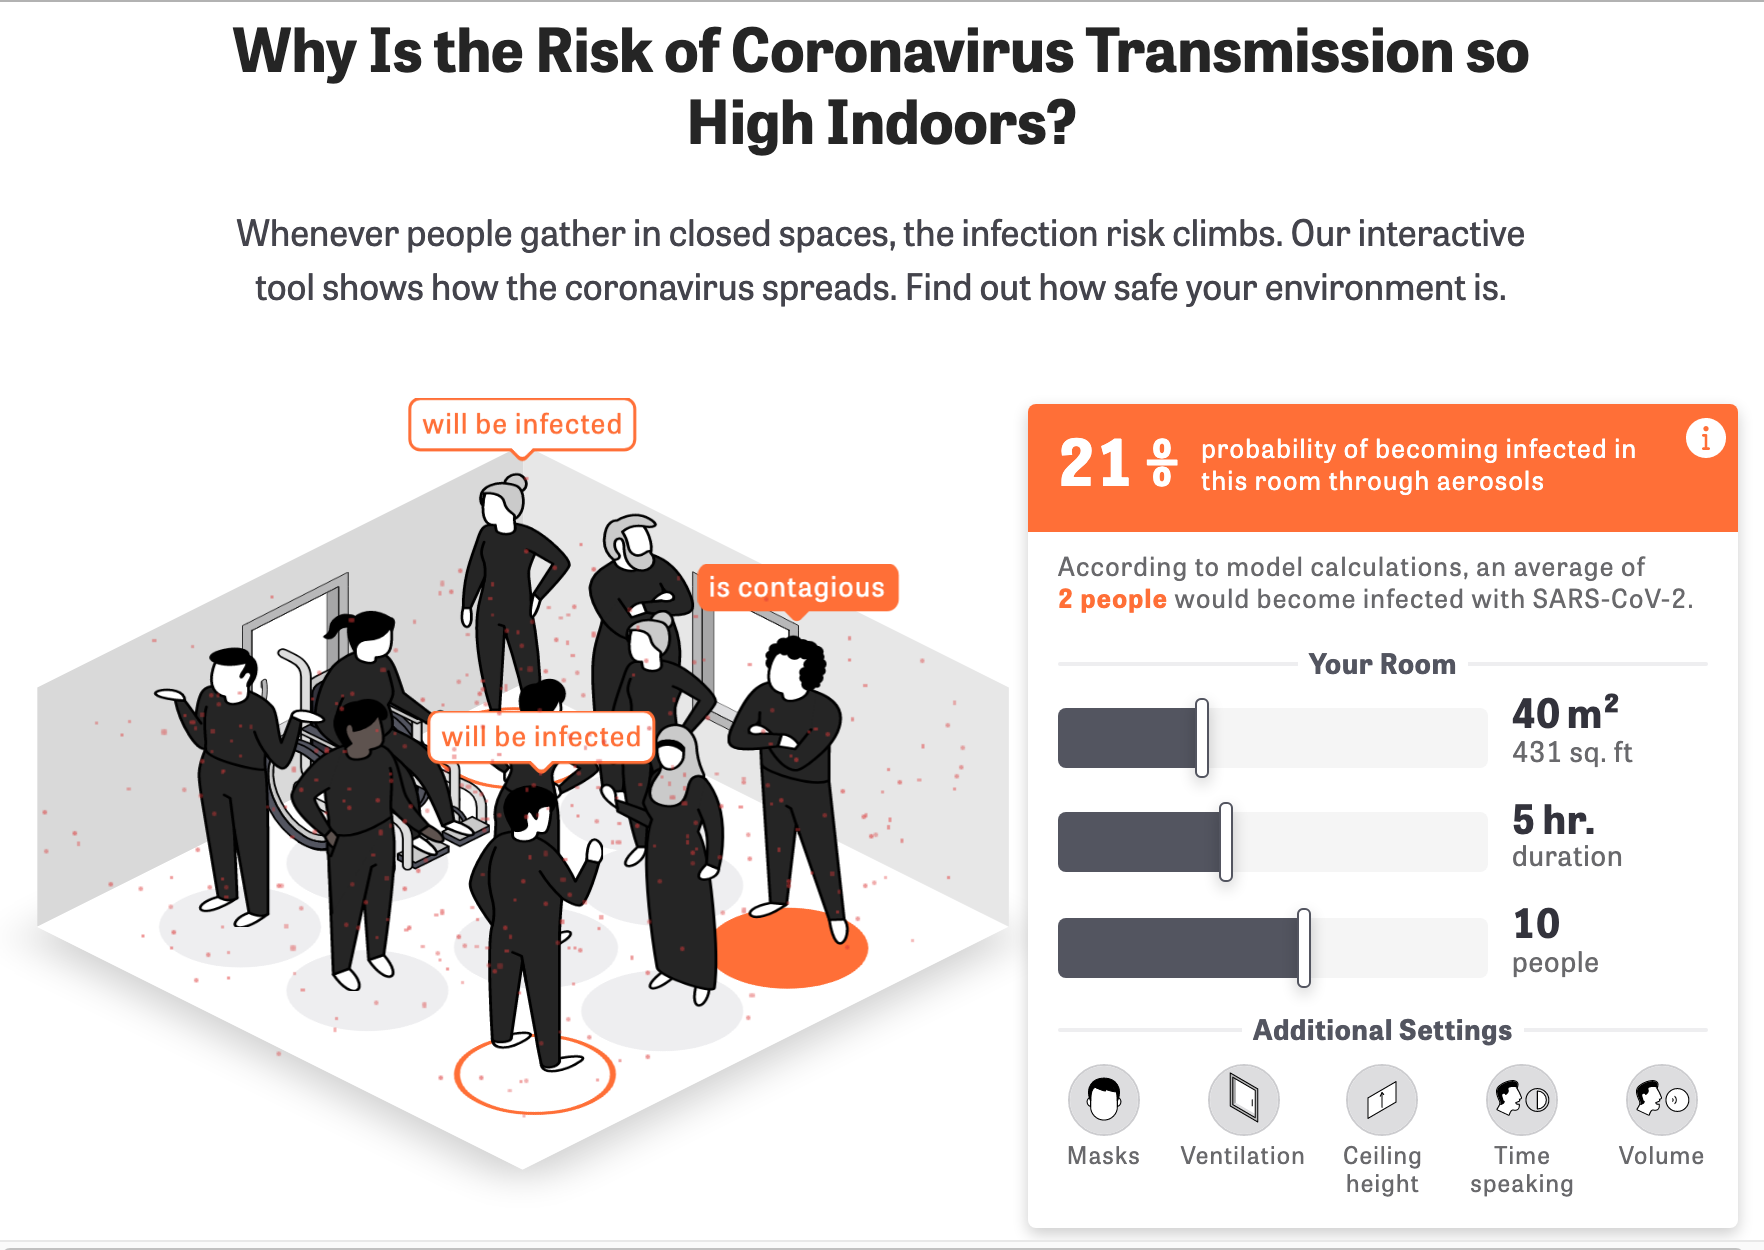 Why Is the Risk of Coronavirus Transmission so
High Indoors?
Whenever people gather in closed spaces, the infection risk climbs. Our interactive
tool shows how the coronavirus spreads. Find out how safe your environment is.
will be infected
is contagious
will be infected
21 %
probability of becoming infected in
this room through aerosols
i
According to model calculations, an average of
2 people would become infected with SARS-CoV-2.
Your Room
40 m²
431 sq. ft
5 hr.
duration
10
people
Additional Settings
Masks
Ventilation
Ceiling
height
Time
speaking
Volume